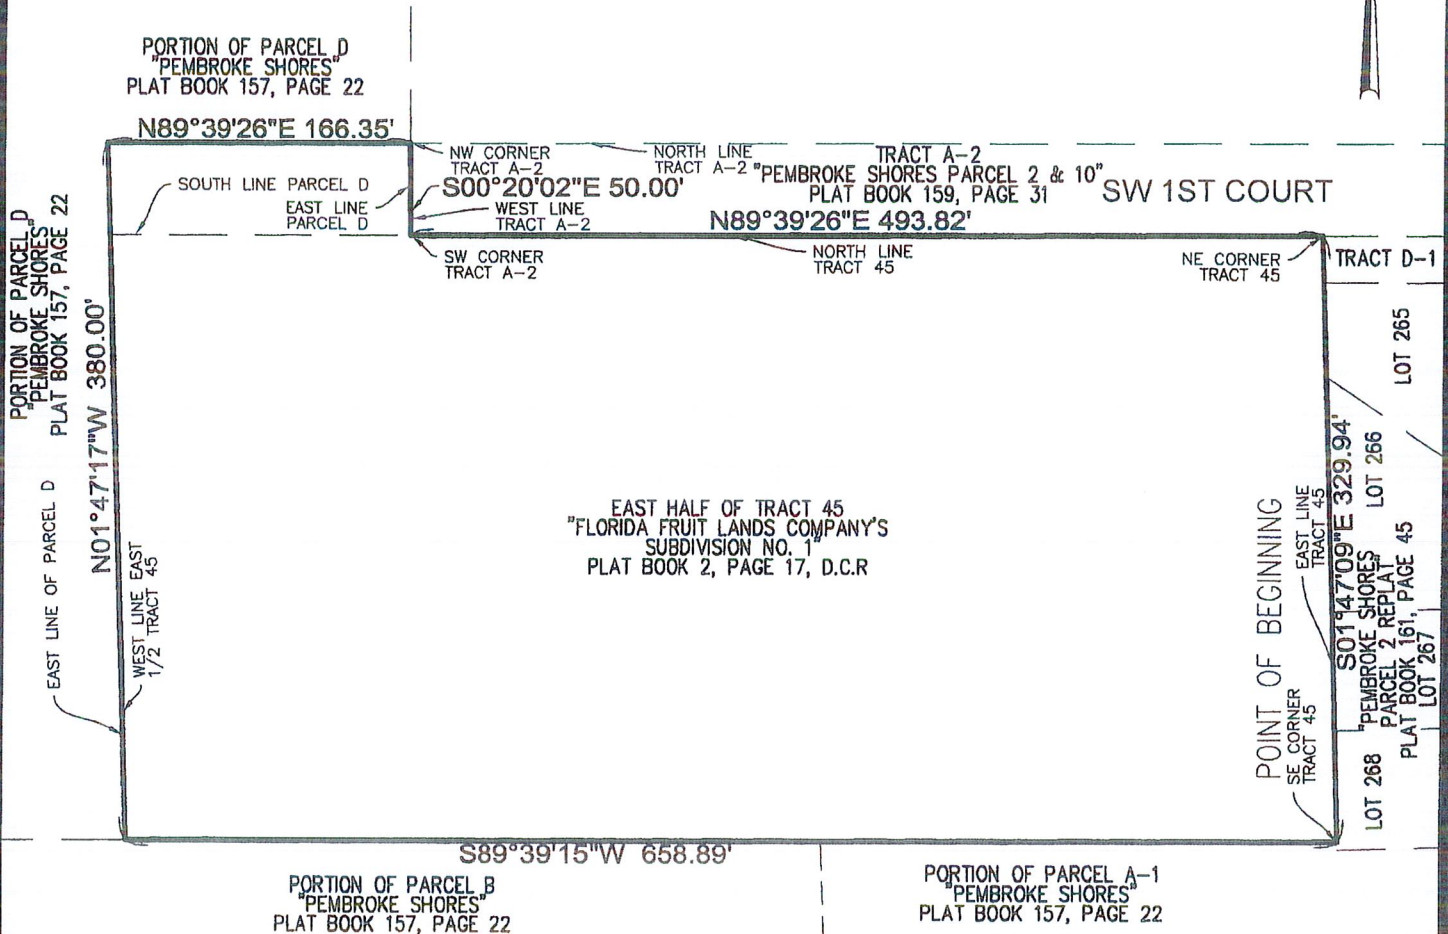 PORTION OF PARCEL D
"PEMBROKE SHORES"
PLAT BOOK 157, PAGE 22
N89°39'26"E 166.35'
NW CORNER
TRACT A-2
NORTH LINE
TRACT A-2
TRACT A-2
"PEMBROKE SHORES PARCEL 2 & 10"
PLAT BOOK 159, PAGE 31
SW 1ST COURT
SOUTH LINE PARCEL D
S00°20'02"E 50.00'
EAST LINE
PARCEL D
WEST LINE
TRACT A-2
N89°39'26"E 493.82'
SW CORNER
TRACT A-2
NORTH LINE
TRACT 45
NE CORNER
TRACT 45
TRACT D-1
PORTION OF PARCEL D
"PEMBROKE SHORES"
PLAT BOOK 157, PAGE 22
N01°47'17"W 380.00'
EAST LINE OF PARCEL D
WEST LINE EAST
1/2 TRACT 45
EAST HALF OF TRACT 45
"FLORIDA FRUIT LANDS COMPANY'S
SUBDIVISION NO. 1"
PLAT BOOK 2, PAGE 17, D.C.R
POINT OF BEGINNING
SE CORNER
TRACT 45
EAST LINE
TRACT 45
S01°47'09"E 329.94'
"PEMBROKE SHORES"
PARCEL 2 REPLAT
PLAT BOOK 161, PAGE 45
LOT 265
LOT 266
LOT 267
LOT 268
S89°39'15"W 658.89'
PORTION OF PARCEL B
"PEMBROKE SHORES"
PLAT BOOK 157, PAGE 22
PORTION OF PARCEL A-1
"PEMBROKE SHORES"
PLAT BOOK 157, PAGE 22